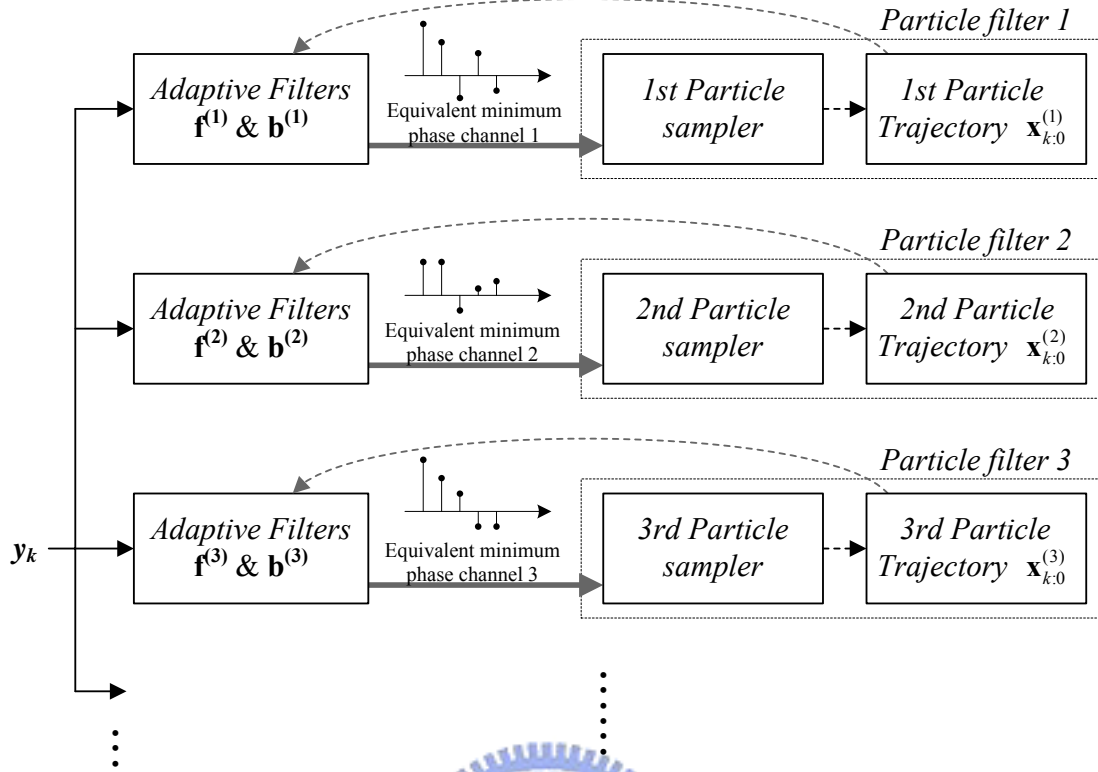 Particle filter 1
Adaptive Filters
f(1) & b(1)
Equivalent minimum
phase channel 1
1st Particle
sampler
1st Particle
Trajectory x(1)k:0
Particle filter 2
Adaptive Filters
f(2) & b(2)
Equivalent minimum
phase channel 2
2nd Particle
sampler
2nd Particle
Trajectory x(2)k:0
Particle filter 3
yk
Adaptive Filters
f(3) & b(3)
Equivalent minimum
phase channel 3
3rd Particle
sampler
3rd Particle
Trajectory x(3)k:0